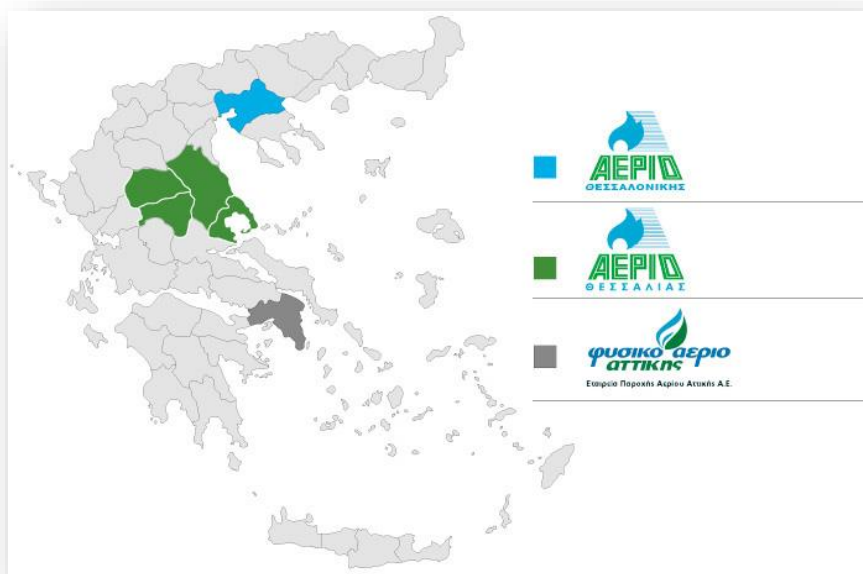 ΑΕΡΙΟ
ΘΕΣΣΑΛΟΝΙΚΗΣ
ΑΕΡΙΟ
ΘΕΣΣΑΛΙΑΣ
φυσικό αέριο
αττικής
Εταιρεία Παροχής Αερίου Αττικής Α.Ε.